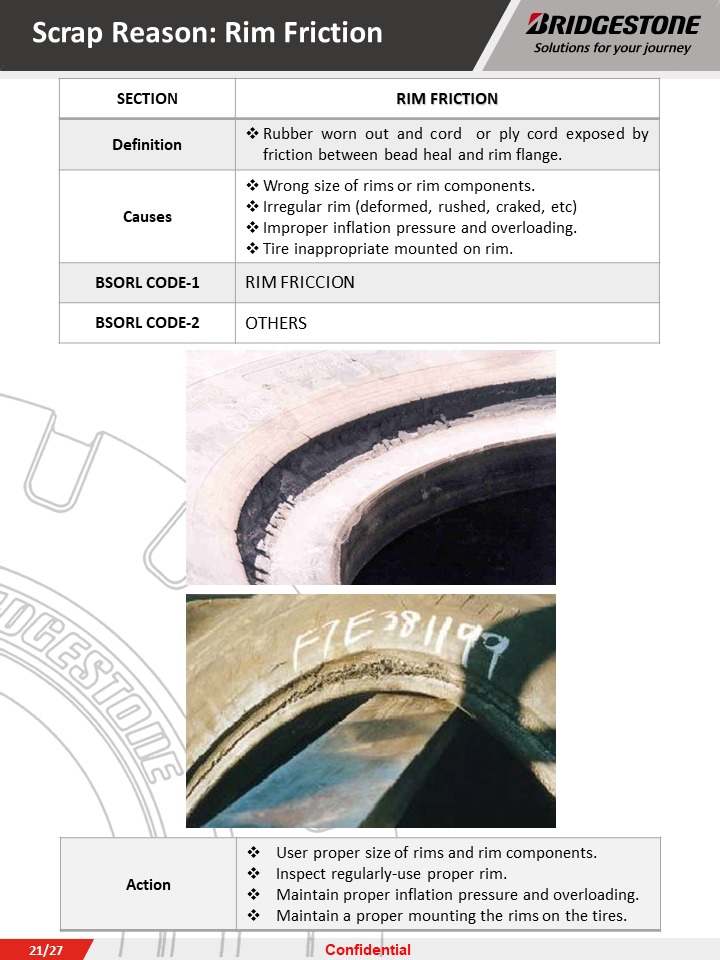 Scrap Reason: Rim Friction
BRIDGESTONE
Solutions for your journey
SECTION
RIM FRICTION
Definition
❖ Rubber worn out and cord or ply cord exposed by
friction between bead heal and rim flange.
Causes
❖ Wrong size of rims or rim components.
❖ Irregular rim (deformed, rushed, craked, etc)
❖ Improper inflation pressure and overloading.
❖ Tire inappropriate mounted on rim.
BSORL CODE-1
RIM FRICCION
BSORL CODE-2
OTHERS
F7E381199
BRIDGESTONE
Action
❖ User proper size of rims and rim components.
❖ Inspect regularly-use proper rim.
❖ Maintain proper inflation pressure and overloading.
❖ Maintain a proper mounting the rims on the tires.
21/27
Confidential